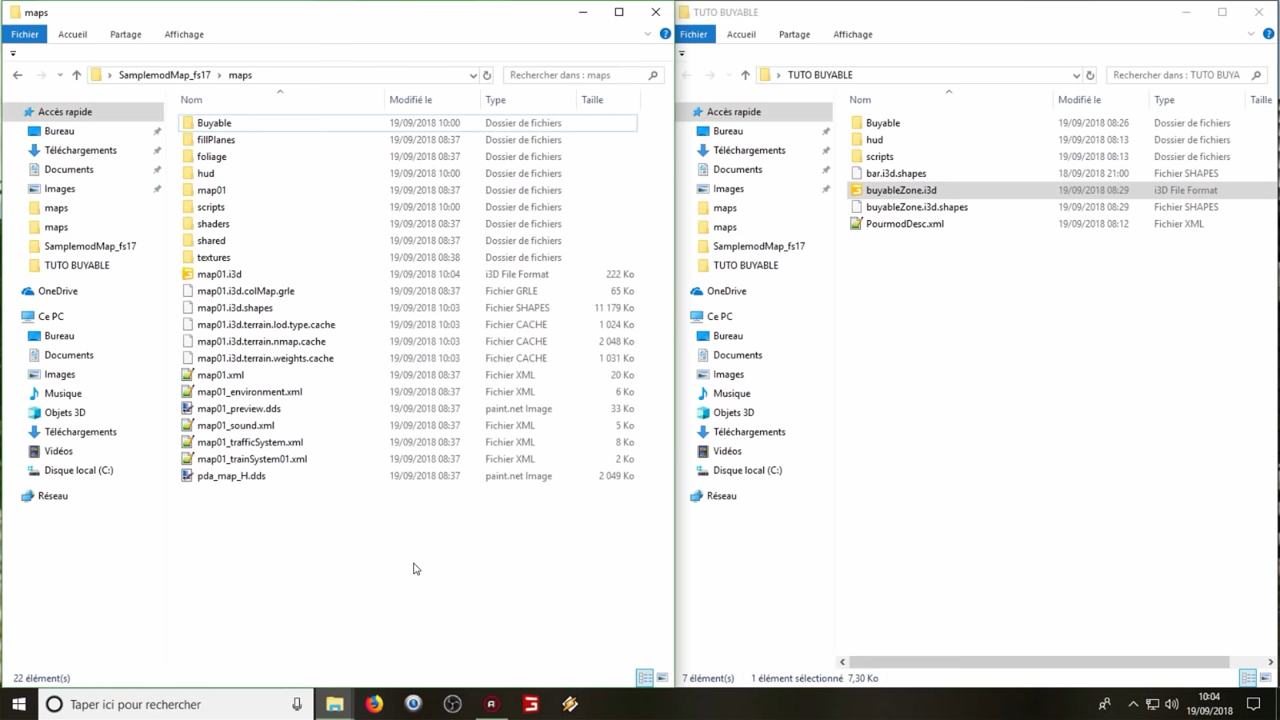 maps
Fichier Accueil Partage Affichage
SamplemodMap_fs17 maps
Rechercher dans : maps
Nom Modifié le Type Taille
Accès rapide
Bureau
Téléchargements
Documents
Images
maps
maps
SamplemodMap_fs17
TUTO BUYABLE
OneDrive
Ce PC
Bureau
Documents
Images
Musique
Objets 3D
Téléchargements
Vidéos
Disque local (C:)
Réseau
Buyable 19/09/2018 10:00 Dossier de fichiers
fillPlanes 19/09/2018 08:37 Dossier de fichiers
foliage 19/09/2018 08:37 Dossier de fichiers
hud 19/09/2018 10:00 Dossier de fichiers
map01 19/09/2018 08:37 Dossier de fichiers
scripts 19/09/2018 10:00 Dossier de fichiers
shaders 19/09/2018 08:37 Dossier de fichiers
shared 19/09/2018 08:37 Dossier de fichiers
textures 19/09/2018 08:38 Dossier de fichiers
map01.i3d 19/09/2018 10:04 i3D File Format 222 Ko
map01.i3d.colMap.grle 19/09/2018 08:37 Fichier GRLE 65 Ko
map01.i3d.shapes 19/09/2018 10:03 Fichier SHAPES 11 179 Ko
map01.i3d.terrain.lod.type.cache 19/09/2018 10:03 Fichier CACHE 1 024 Ko
map01.i3d.terrain.nmap.cache 19/09/2018 10:03 Fichier CACHE 2 048 Ko
map01.i3d.terrain.weights.cache 19/09/2018 10:03 Fichier CACHE 1 031 Ko
map01.xml 19/09/2018 08:37 Fichier XML 20 Ko
map01_environment.xml 19/09/2018 08:37 Fichier XML 6 Ko
map01_preview.dds 19/09/2018 08:37 paint.net Image 33 Ko
map01_sound.xml 19/09/2018 08:37 Fichier XML 5 Ko
map01_trafficSystem.xml 19/09/2018 08:37 Fichier XML 8 Ko
map01_trainSystem01.xml 19/09/2018 08:37 Fichier XML 2 Ko
pda_map_H.dds 19/09/2018 08:37 paint.net Image 2 049 Ko
22 élément(s)
TUTO BUYABLE
Fichier Accueil Partage Affichage
TUTO BUYABLE
Rechercher dans : TUTO BUYA
Nom Modifié le Type Taille
Accès rapide
Bureau
Téléchargements
Documents
Images
maps
maps
SamplemodMap_fs17
TUTO BUYABLE
OneDrive
Ce PC
Bureau
Documents
Images
Musique
Objets 3D
Téléchargements
Vidéos
Disque local (C:)
Réseau
Buyable 19/09/2018 08:26 Dossier de fichiers
hud 19/09/2018 08:13 Dossier de fichiers
scripts 19/09/2018 08:13 Dossier de fichiers
bar.i3d.shapes 18/09/2018 21:00 Fichier SHAPES
buyableZone.i3d 19/09/2018 08:29 i3D File Format
buyableZone.i3d.shapes 19/09/2018 08:29 Fichier SHAPES
PourmodDesc.xml 19/09/2018 08:12 Fichier XML
7 élément(s) 1 élément sélectionné 7,30 Ko
Taper ici pour rechercher
10:04
19/09/2018